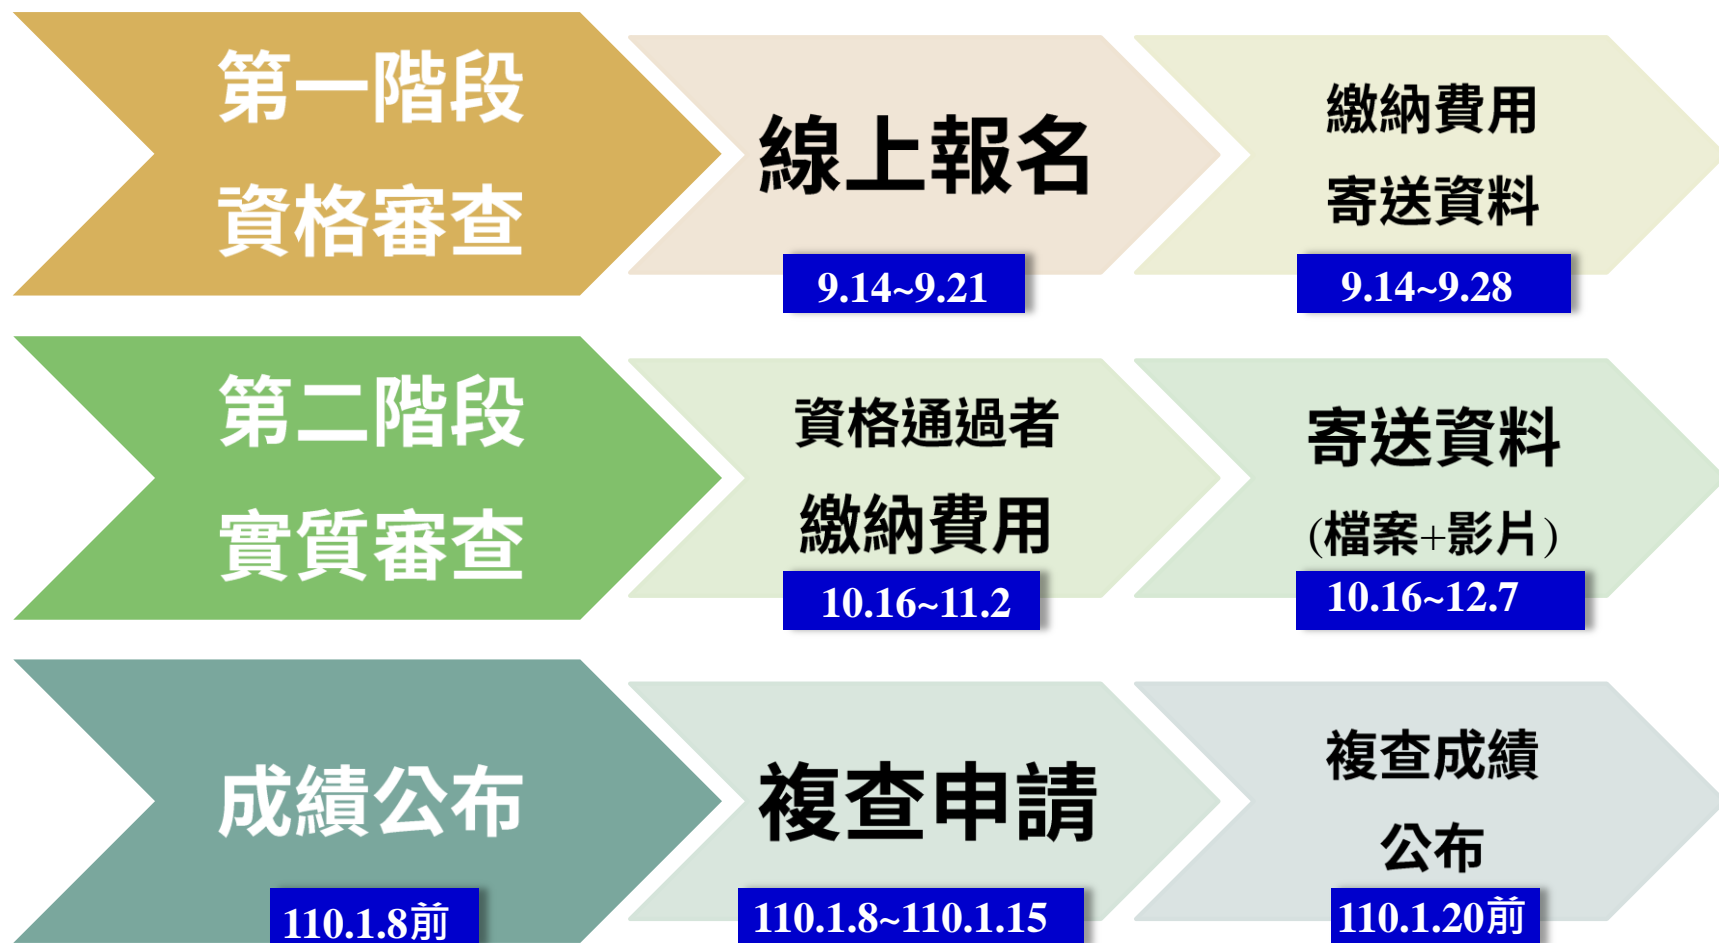 第一階段
資格審查
線上報名
9.14~9.21
繳納費用
寄送資料
9.14~9.28
第二階段
實質審查
資格通過者
繳納費用
10.16~11.2
寄送資料
(檔案+影片)
10.16~12.7
成績公布
110.1.8前
複查申請
110.1.8~110.1.15
複查成績
公布
110.1.20前